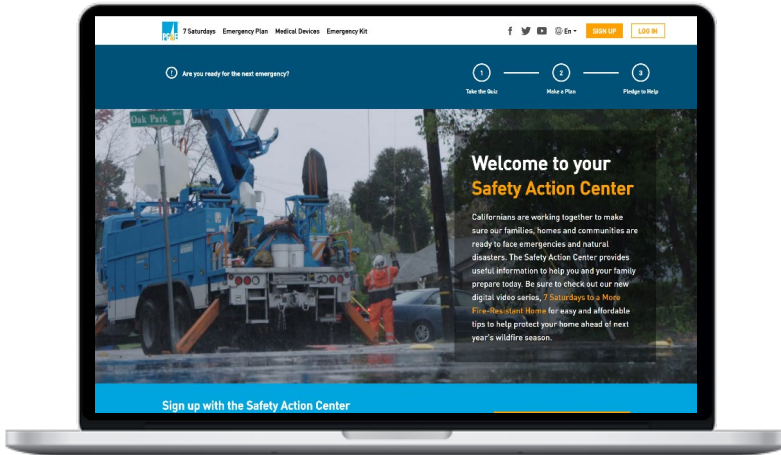 PG&E
7 Saturdays Emergency Plan Medical Devices Emergency Kit
En
SIGN UP
LOG IN
Are you ready for the next emergency?
1
2
3
Take the Quiz
Make a Plan
Pledge to Help
Oak Park
Welcome to your
Safety Action Center
Californians are working together to make
sure our families, homes and communities are
ready to face emergencies and natural
disasters. The Safety Action Center provides
useful information to help you and your family
prepare today. Be sure to check out our new
digital video series, 7 Saturdays to a More
Fire-Resistant Home for easy and affordable
tips to help protect your home ahead of next
year's wildfire season.
Sign up with the Safety Action Center